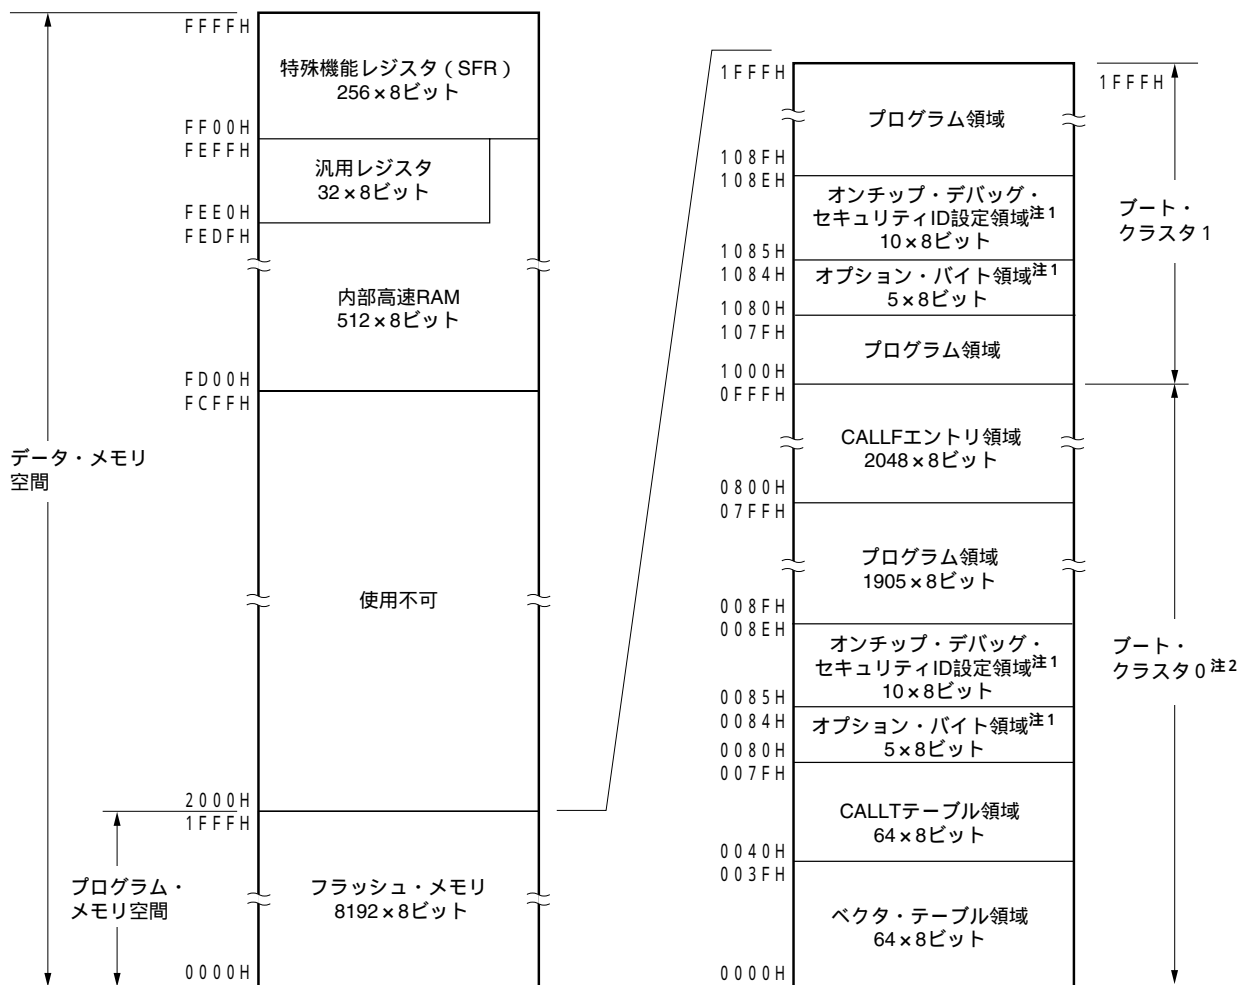 FFFFH
特殊機能レジスタ（SFR）
256×8ビット
FF00H
FEFFH
汎用レジスタ
32×8ビット
FEE0H
FEDFH
内部高速RAM
512×8ビット
FD00H
FCFFH
データ・メモリ
空間
使用不可
2000H
1FFFH
プログラム・
メモリ空間
フラッシュ・メモリ
8192×8ビット
0000H
1FFFH
プログラム領域
108FH
108EH
オンチップ・デバッグ・
セキュリティID設定領域注1
10×8ビット
1085H
1084H
オプション・バイト領域注1
5×8ビット
1080H
107FH
プログラム領域
1000H
0FFFH
CALLFエントリ領域
2048×8ビット
0800H
07FFH
プログラム領域
1905×8ビット
008FH
008EH
オンチップ・デバッグ・
セキュリティID設定領域注1
10×8ビット
0085H
0084H
オプション・バイト領域注1
5×8ビット
0080H
007FH
CALLTテーブル領域
64×8ビット
0040H
003FH
ベクタ・テーブル領域
64×8ビット
0000H
1FFFH
ブート・
クラスタ1
ブート・
クラスタ0注2